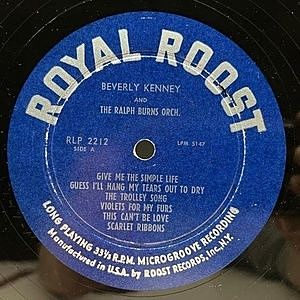 ROYAL ROOST
BEVERLY KENNEY
AND
THE RALPH BURNS ORCH.
RLP 2212
SIDE A
LPM 5147
GIVE ME THE SIMPLE LIFE
GUESS I'LL HANG MY TEARS OUT TO DRY
THE TROLLEY SONG
VIOLETS FOR MY FURS
THIS CAN'T BE LOVE
SCARLET RIBBONS
LONG PLAYING 33⅓ R.P.M. MICROGROOVE RECORDING
Manufactured in U.S.A. by ROOST RECORDS, Inc, N.Y.